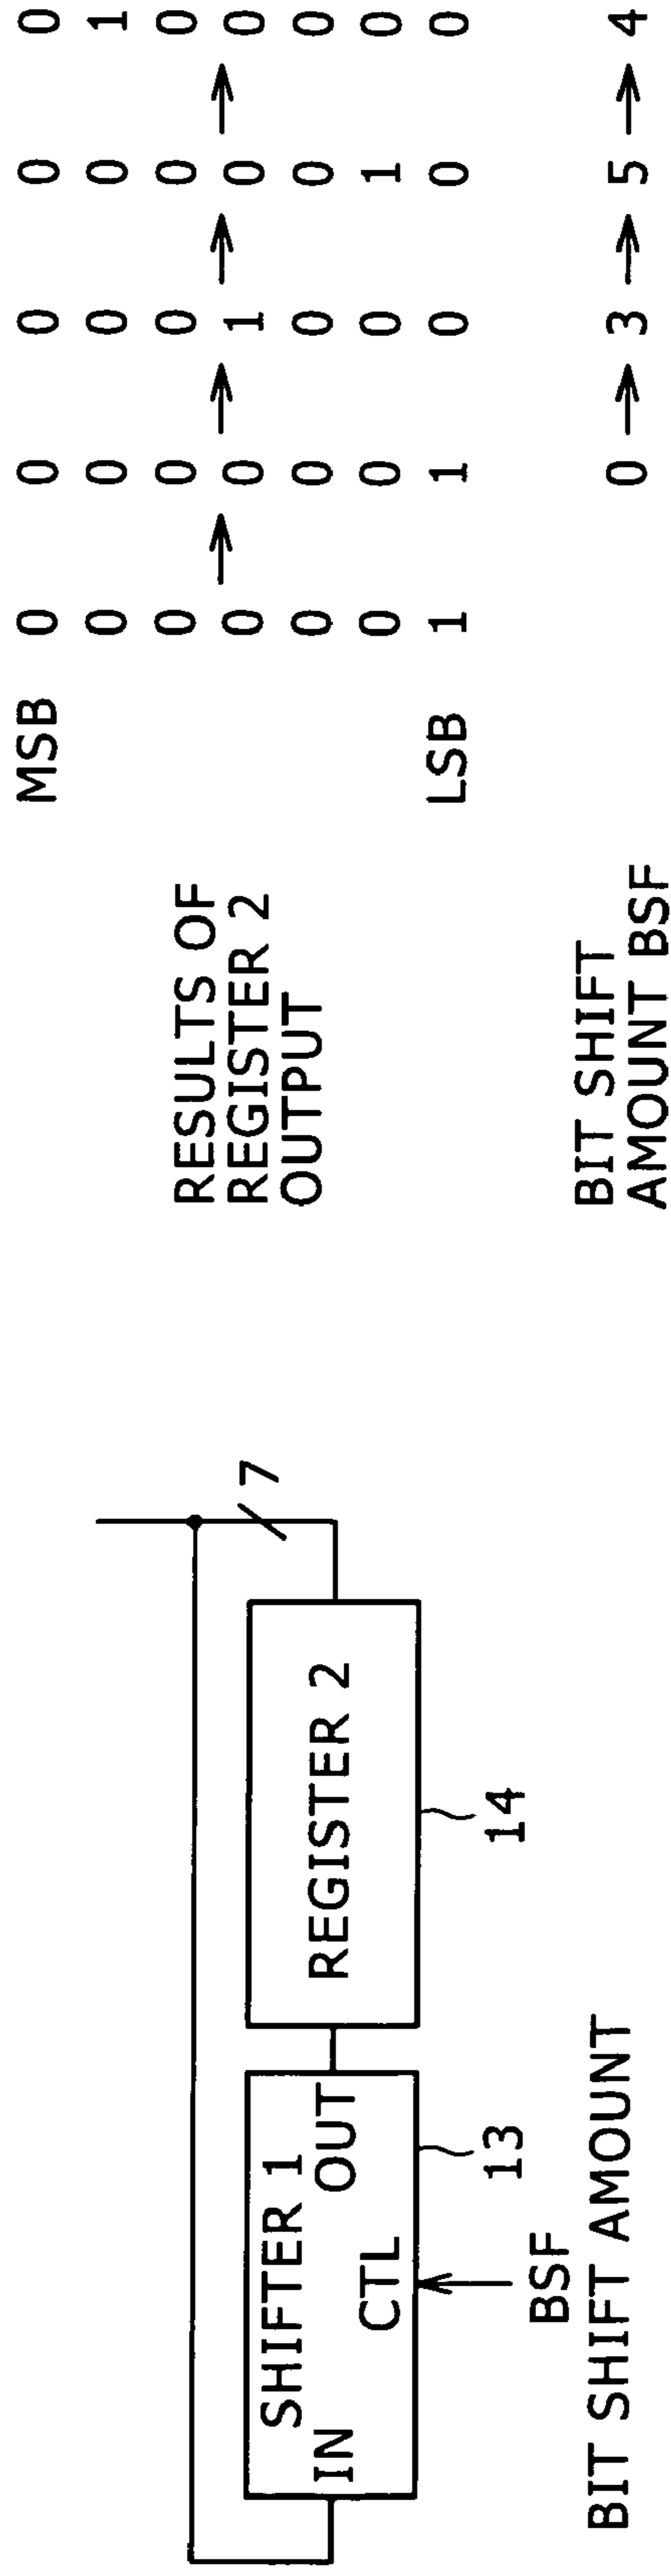 7
SHIFTER 1
IN
OUT
CTL
REGISTER 2
13
14
BSF
BIT SHIFT AMOUNT
MSB 0 0 0 0 0
0 0 0 0 1
0 0 0 0 0
→ → → →
0 0 1 0 0
0 0 0 0 0
0 0 0 1 0
LSB 1 1 0 0 0
RESULTS OF
REGISTER 2
OUTPUT
BIT SHIFT
AMOUNT BSF
0 → 3 → 5 → 4